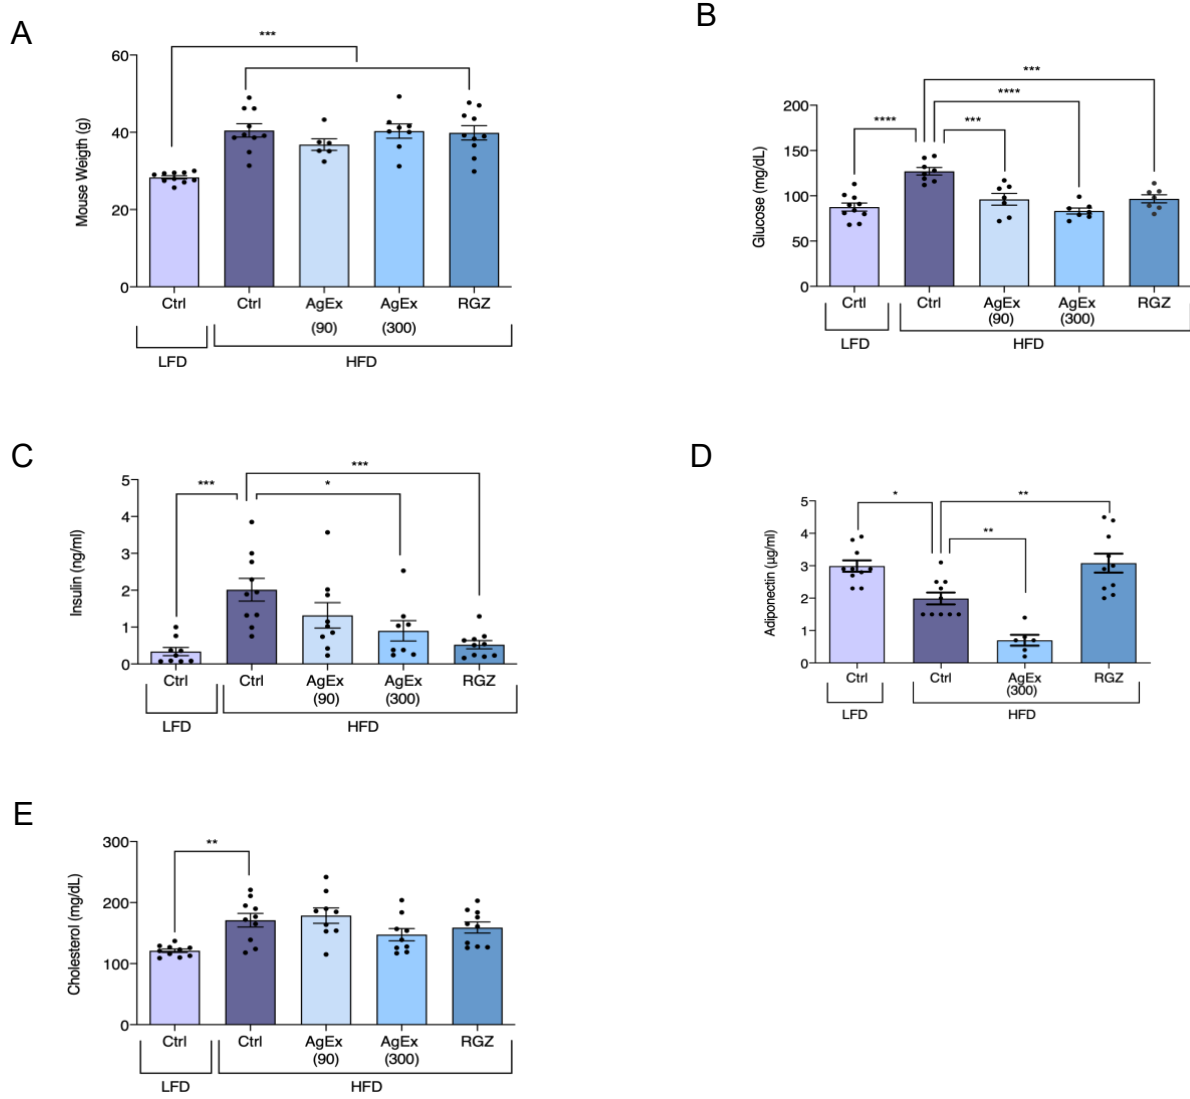 A
***
60
40
20
0
Mouse Weigth (g)
Ctrl Ctrl AgEx AgEx RGZ
(90) (300)
LFD HFD
B
***
****
**** ***
200
150
100
50
0
Glucose (mg/dL)
Crtl Ctrl AgEx AgEx RGZ
(90) (300)
LFD HFD
C
***
*** *
5
4
3
2
1
0
Insulin (ng/ml)
Ctrl Ctrl AgEx AgEx RGZ
(90) (300)
LFD HFD
D
* **
**
5
4
3
2
1
0
Adiponectin (µg/ml)
Ctrl Ctrl AgEx RGZ
(300)
LFD HFD
E
**
300
200
100
0
Cholesterol (mg/dL)
Ctrl Ctrl AgEx AgEx RGZ
(90) (300)
LFD HFD